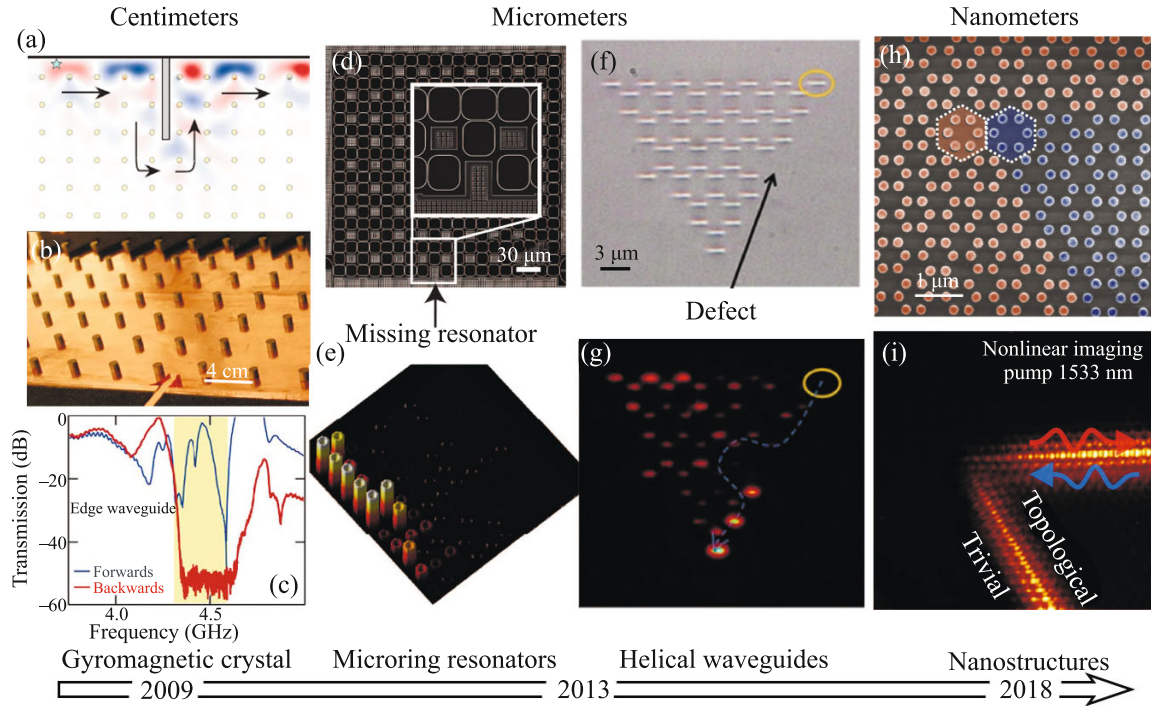 Centimeters
Micrometers
Nanometers
(a)
(b)
4 cm
0
−20
−40
−60
Transmission (dB)
Edge waveguide
Forwards
Backwards
(c)
4.0
4.5
Frequency (GHz)
(d)
30 μm
Missing resonator
(e)
(f)
3 μm
Defect
(g)
(h)
1 μm
(i)
Nonlinear imaging
pump 1533 nm
Trivial
Topological
Gyromagnetic crystal
Microring resonators
Helical waveguides
Nanostructures
2009
2013
2018